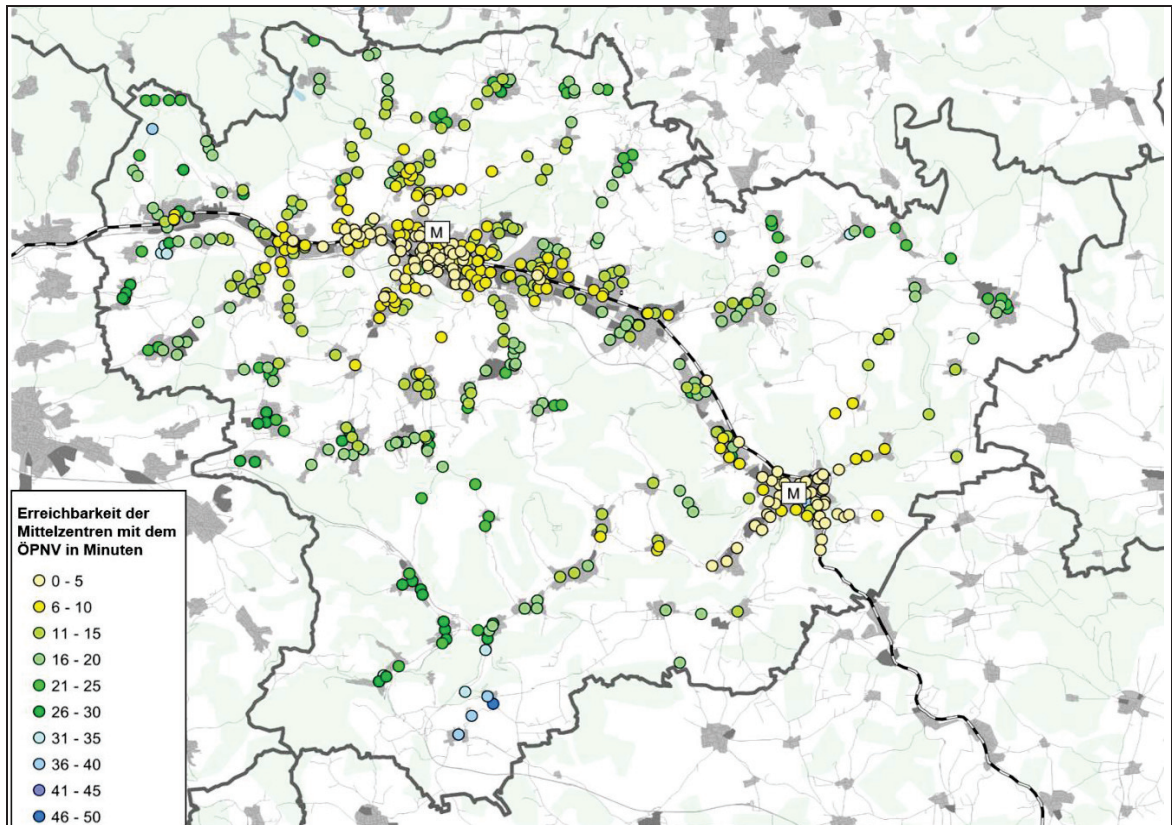 M
M
Erreichbarkeit der
Mittelzentren mit dem
ÖPNV in Minuten
0 - 5
6 - 10
11 - 15
16 - 20
21 - 25
26 - 30
31 - 35
36 - 40
41 - 45
46 - 50